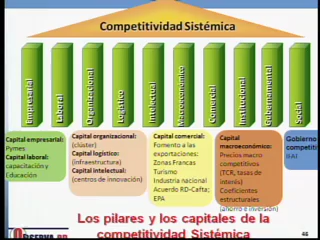 Competitividad Sistémica
Empresarial
Laboral
Organizacional
Logístico
Intelectual
Macroeconómico
Comercial
Institucional
Gubernamental
Social
Capital empresarial:
Pymes
Capital laboral:
capacitación y
Educación
Capital organizacional:
(clúster)
Capital logístico:
(infraestructura)
Capital Intelectual:
(centros de innovación)
Capital comercial:
Fomento a las
exportaciones:
Zonas Francas
Turismo
Industria nacional
Acuerdo RD-Cafta;
EPA
Capital
macroeconómico:
Precios macro
competitivos
(TCR, tasas de
interés)
Coeficientes
estructurales
(ahorro e inversión)
Gobierno
competiti
Los pilares y los capitales de la
competitividad Sistémica
46